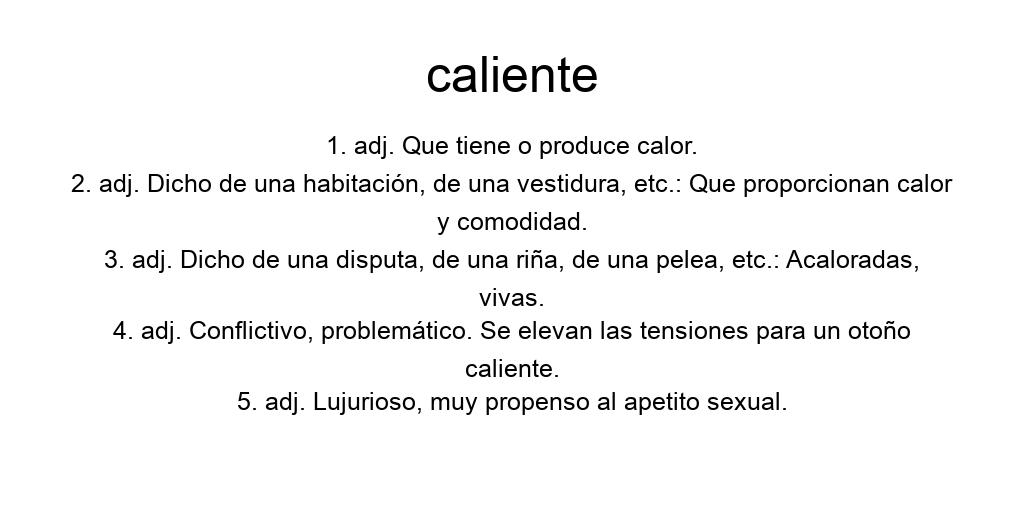 caliente
1. adj. Que tiene o produce calor.
2. adj. Dicho de una habitación, de una vestidura, etc.: Que proporcionan calor
y comodidad.
3. adj. Dicho de una disputa, de una riña, de una pelea, etc.: Acaloradas,
vivas.
4. adj. Conflictivo, problemático. Se elevan las tensiones para un otoño
caliente.
5. adj. Lujurioso, muy propenso al apetito sexual.